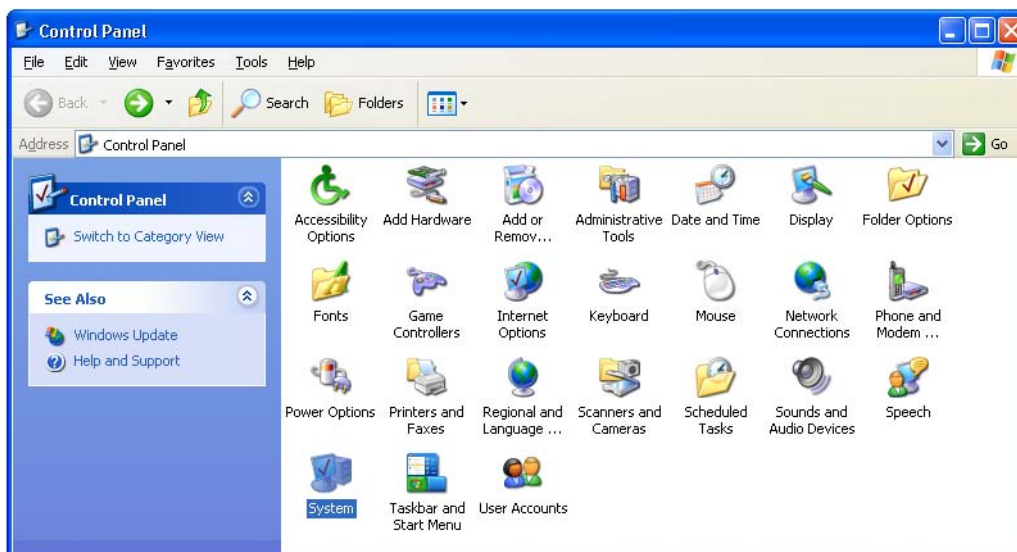 Control Panel
File Edit View Favorites Tools Help
Back Search Folders
Address Control Panel Go
Control Panel
Switch to Category View
See Also
Windows Update
Help and Support
Accessibility Options
Add Hardware
Add or Remov...
Administrative Tools
Date and Time
Display
Folder Options
Fonts
Game Controllers
Internet Options
Keyboard
Mouse
Network Connections
Phone and Modem ...
Power Options
Printers and Faxes
Regional and Language ...
Scanners and Cameras
Scheduled Tasks
Sounds and Audio Devices
Speech
System
Taskbar and Start Menu
User Accounts